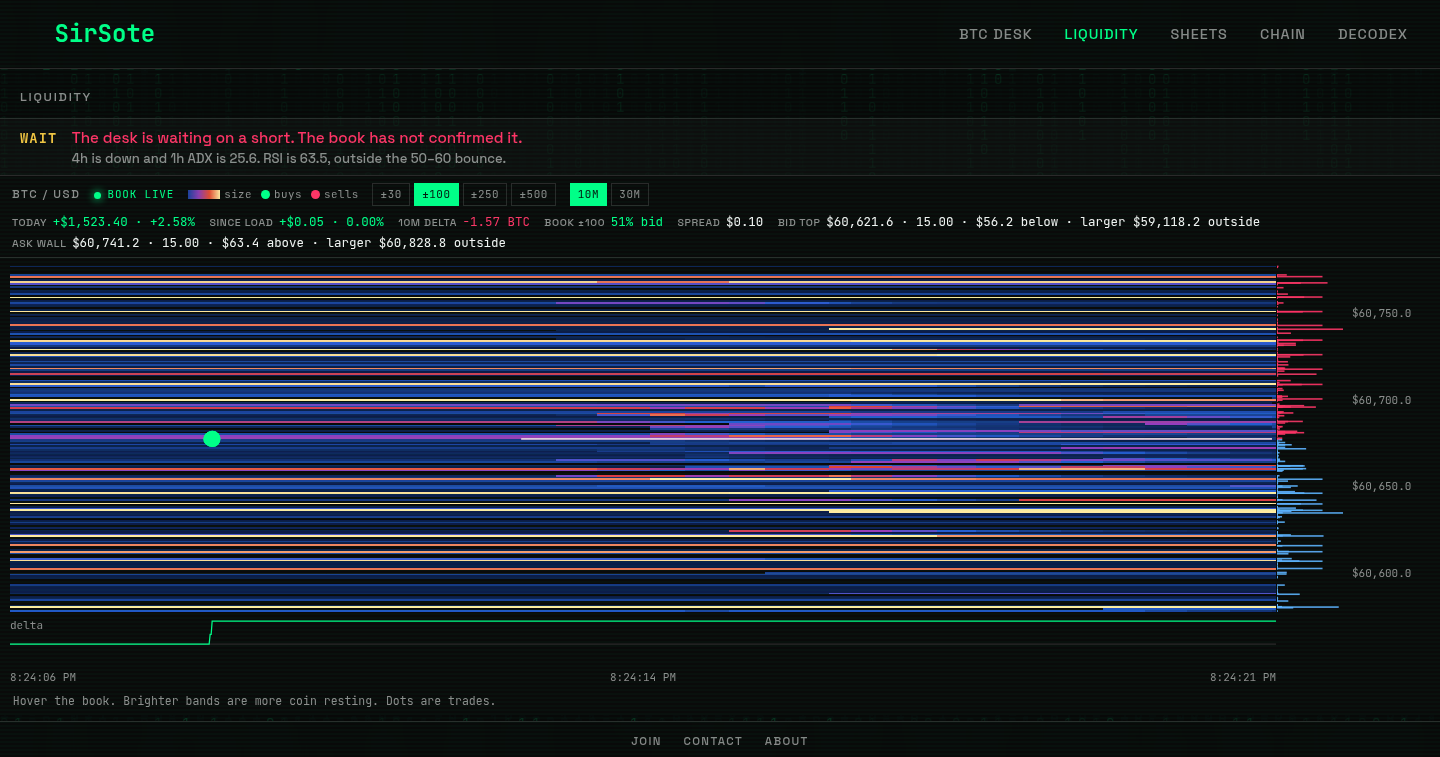 SirSote
BTC DESK LIQUIDITY SHEETS CHAIN DECODEX
LIQUIDITY
WAIT The desk is waiting on a short. The book has not confirmed it.
4h is down and 1h ADX is 25.6. RSI is 63.5, outside the 50–60 bounce.
BTC / USD BOOK LIVE size buys sells ±30 ±100 ±250 ±500 10M 30M
TODAY +$1,523.40 · +2.58% SINCE LOAD +$0.05 · 0.00% 10M DELTA -1.57 BTC BOOK ±100 51% bid SPREAD $0.10 BID TOP $60,621.6 · 15.00 · $56.2 below · larger $59,118.2 outside
ASK WALL $60,741.2 · 15.00 · $63.4 above · larger $60,828.8 outside
$60,750.0
$60,700.0
$60,650.0
$60,600.0
delta
8:24:06 PM 8:24:14 PM 8:24:21 PM
Hover the book. Brighter bands are more coin resting. Dots are trades.
JOIN CONTACT ABOUT